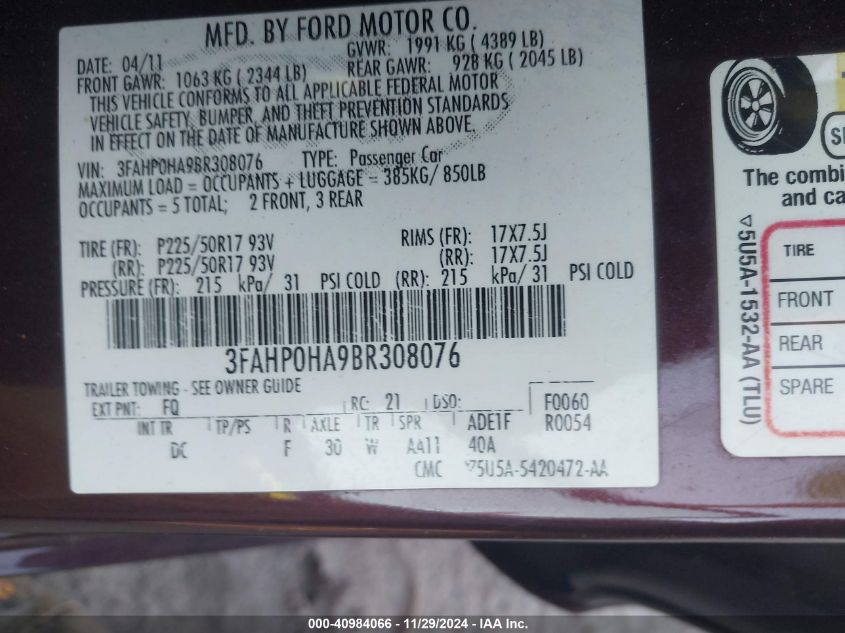 MFD. BY FORD MOTOR CO.
DATE: 04/11
GVWR: 1991 KG ( 4389 LB)
FRONT GAWR: 1063 KG ( 2344 LB)
REAR GAWR: 928 KG ( 2045 LB)
THIS VEHICLE CONFORMS TO ALL APPLICABLE FEDERAL MOTOR
VEHICLE SAFETY, BUMPER, AND THEFT PREVENTION STANDARDS
IN EFFECT ON THE DATE OF MANUFACTURE SHOWN ABOVE.
VIN: 3FAHP0HA9BR308076 TYPE: Passenger Car
MAXIMUM LOAD = OCCUPANTS + LUGGAGE = 385KG/ 850LB
OCCUPANTS = 5 TOTAL; 2 FRONT, 3 REAR
TIRE (FR): P225/50R17 93V RIMS (FR): 17X7.5J
(RR): P225/50R17 93V (RR): 17X7.5J
PRESSURE (FR): 215 kPa/ 31 PSI COLD (RR): 215 kPa/ 31 PSI COLD
3FAHP0HA9BR308076
TRAILER TOWING - SEE OWNER GUIDE
EXT PNT: FQ RC: 21 DSO: F0060
INT TR TP/PS R AXLE TR SPR ADE1F R0054
DC F 30 W AA11 40A
CMC 5U5A-5420472-AA
The combi
and ca
5U5A-1532-AA (TLU)
TIRE
FRONT
REAR
SPARE
000-40984066 - 11/29/2024 - IAA Inc.